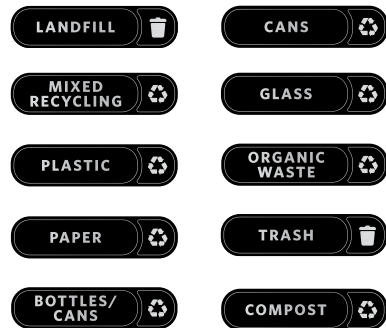 LANDFILL
CANS
MIXED
RECYCLING
GLASS
PLASTIC
ORGANIC
WASTE
PAPER
TRASH
BOTTLES/
CANS
COMPOST